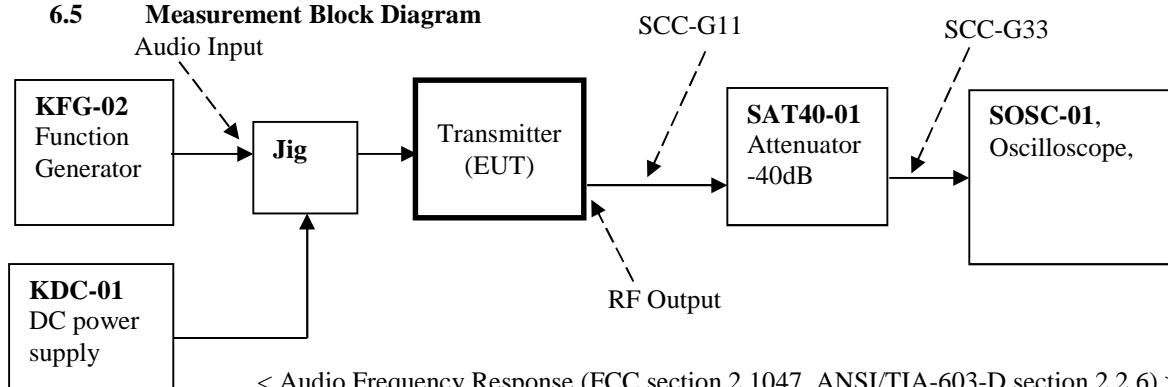 6.5 Measurement Block Diagram
Audio Input
SCC-G11
SCC-G33
KFG-02
Function
Generator
Jig
Transmitter
(EUT)
SAT40-01
Attenuator
-40dB
SOSC-01,
Oscilloscope,
RF Output
KDC-01
DC power
supply
< Audio Frequency Response (FCC section 2.1047, ANSI/TIA-603-D section 2.2.6) >